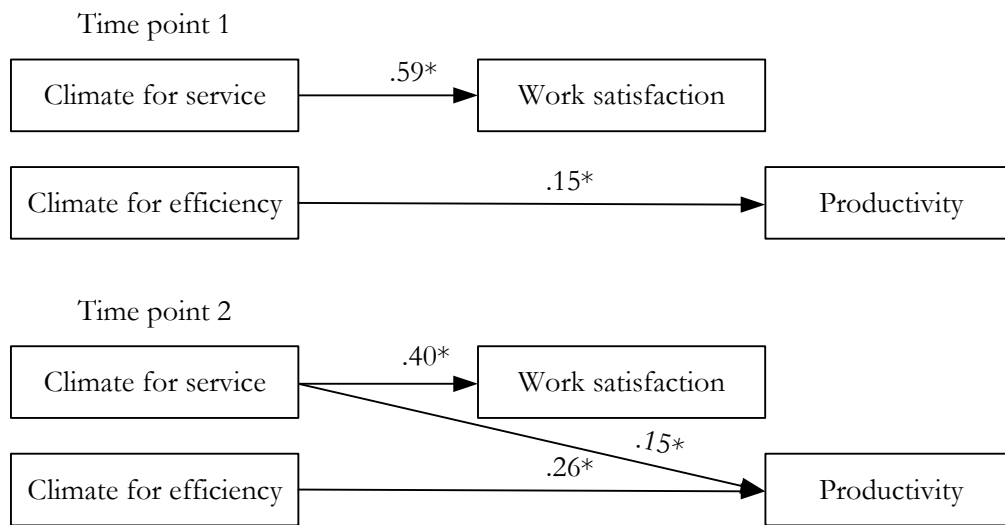 Time point 1
.59*
Climate for service
Work satisfaction
.15*
Climate for efficiency
Productivity
Time point 2
.40*
Climate for service
Work satisfaction
.15*
.26*
Climate for efficiency
Productivity